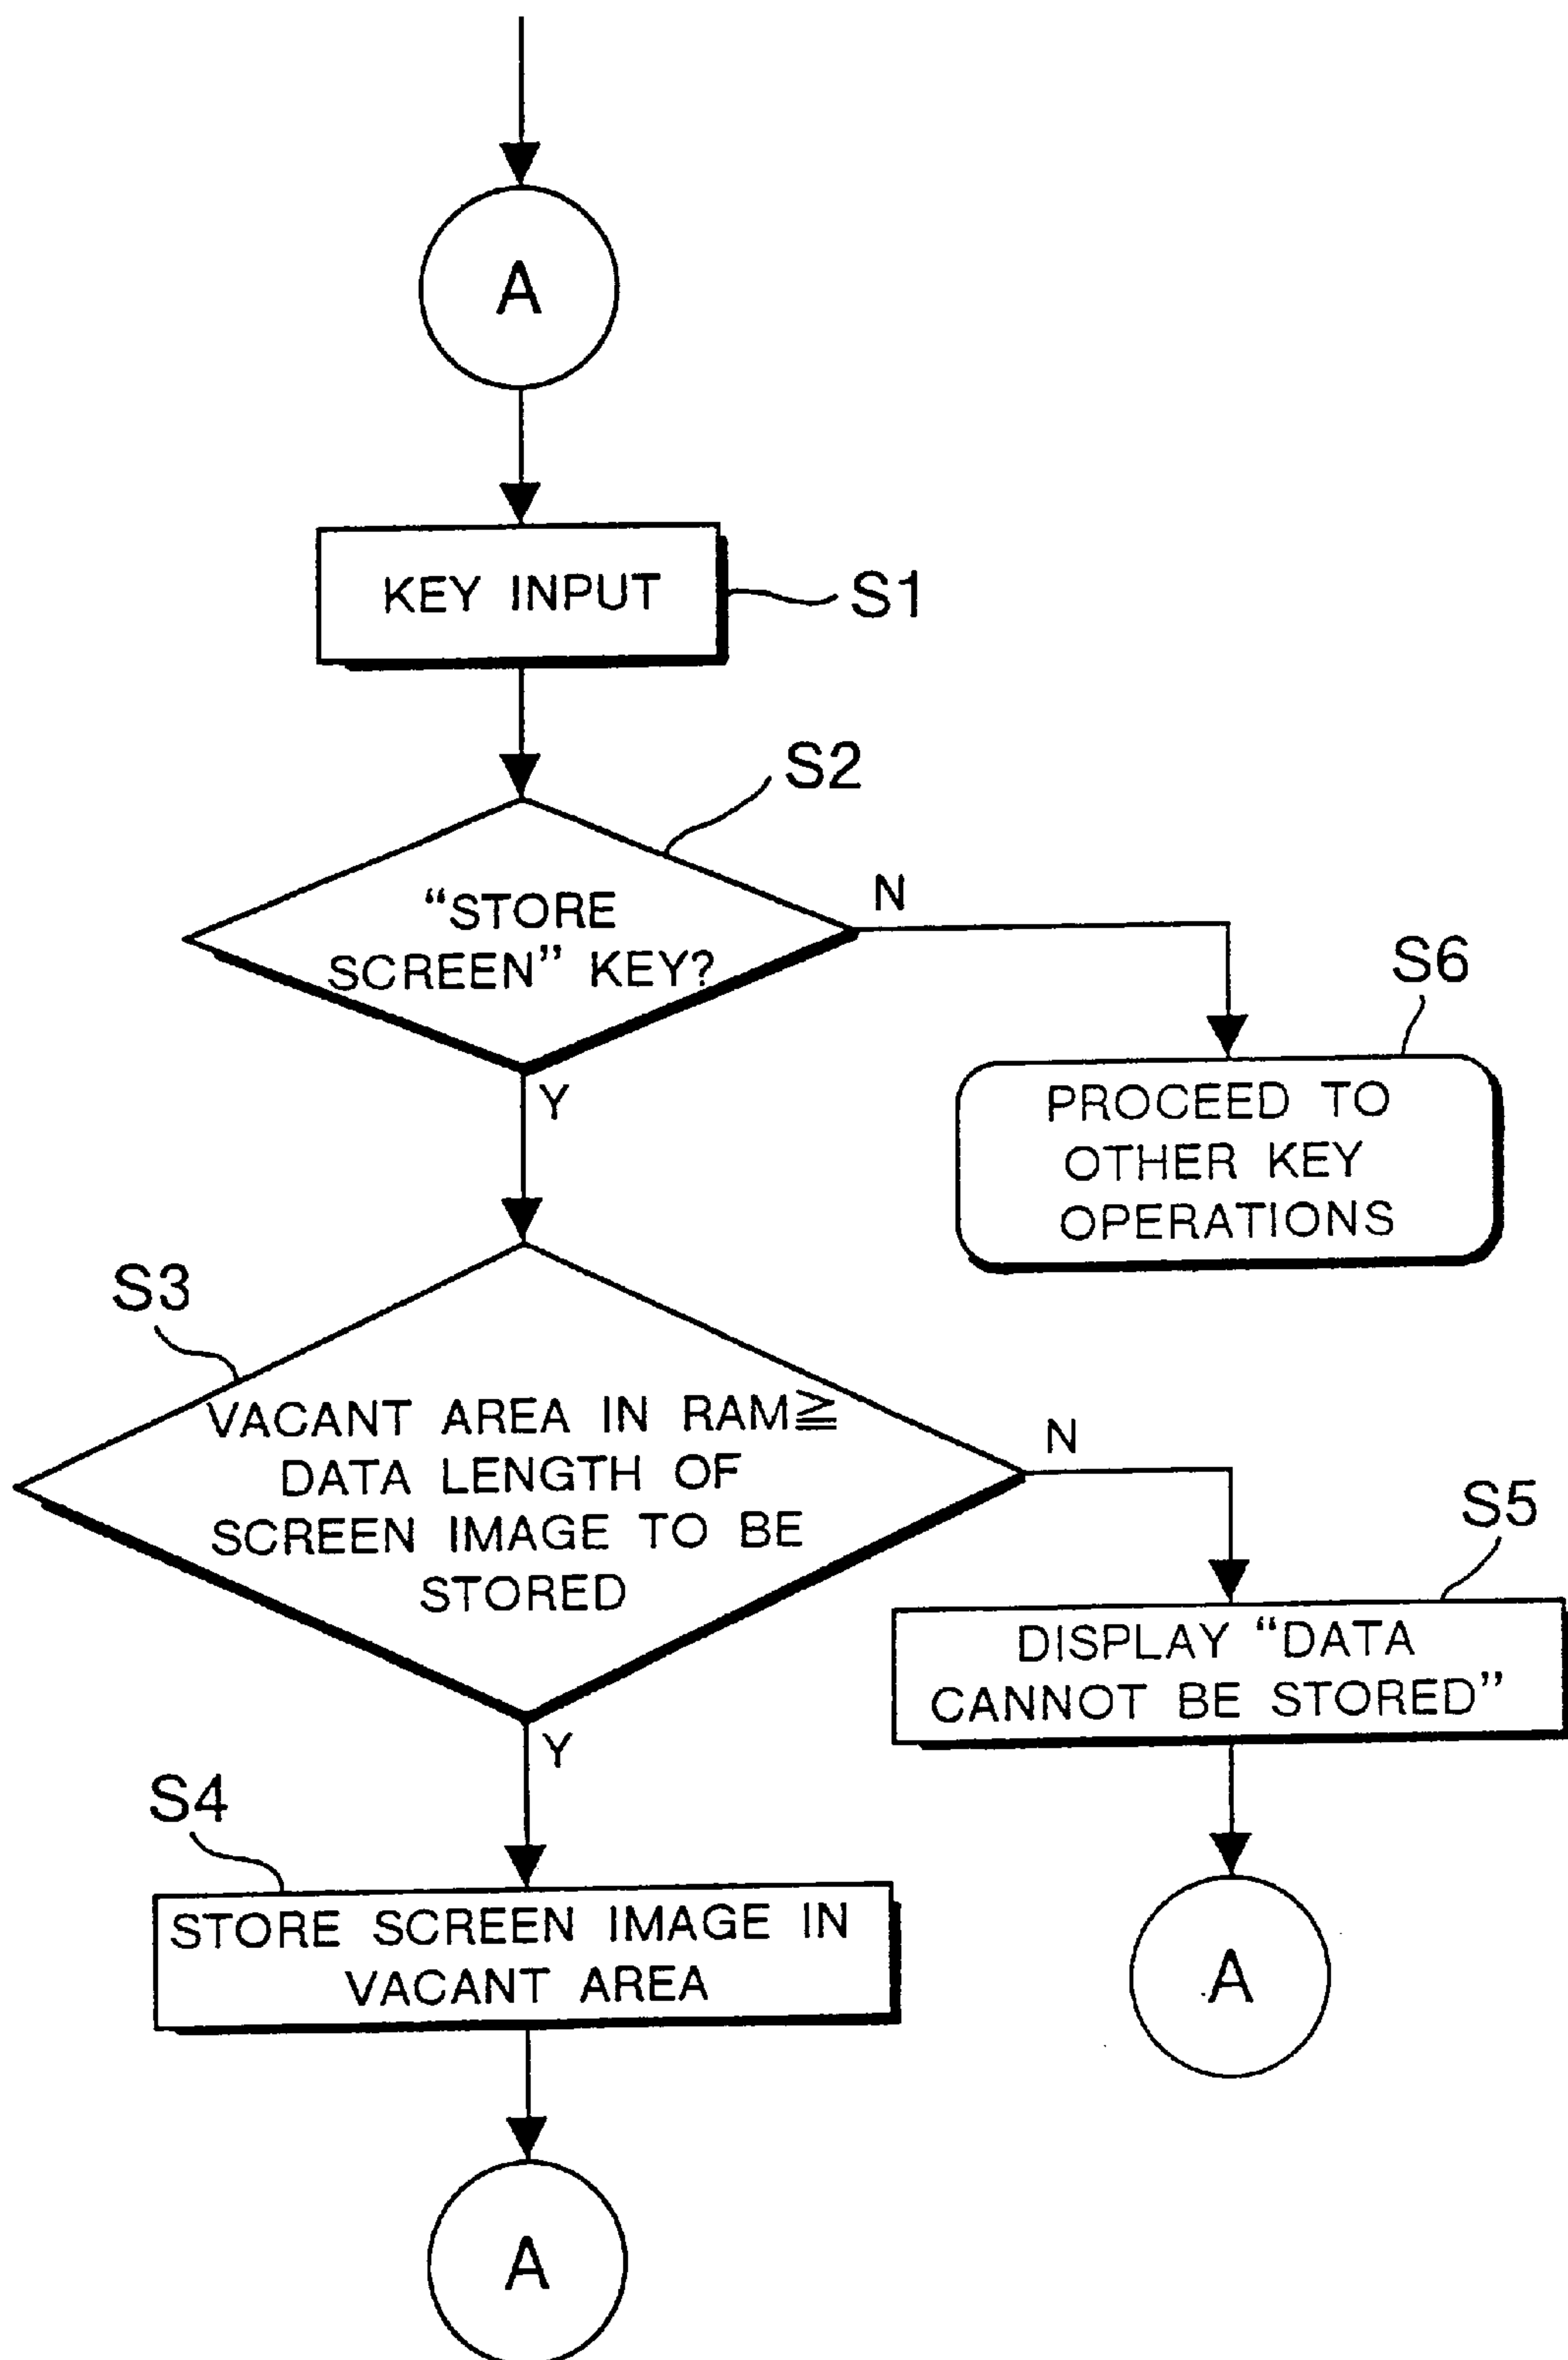 A
KEY INPUT
S1
S2
“STORE
SCREEN” KEY?
N
Y
S6
PROCEED TO
OTHER KEY
OPERATIONS
S3
VACANT AREA IN RAM≧
DATA LENGTH OF
SCREEN IMAGE TO BE
STORED
N
Y
S5
DISPLAY “DATA
CANNOT BE STORED”
A
S4
STORE SCREEN IMAGE IN
VACANT AREA
A